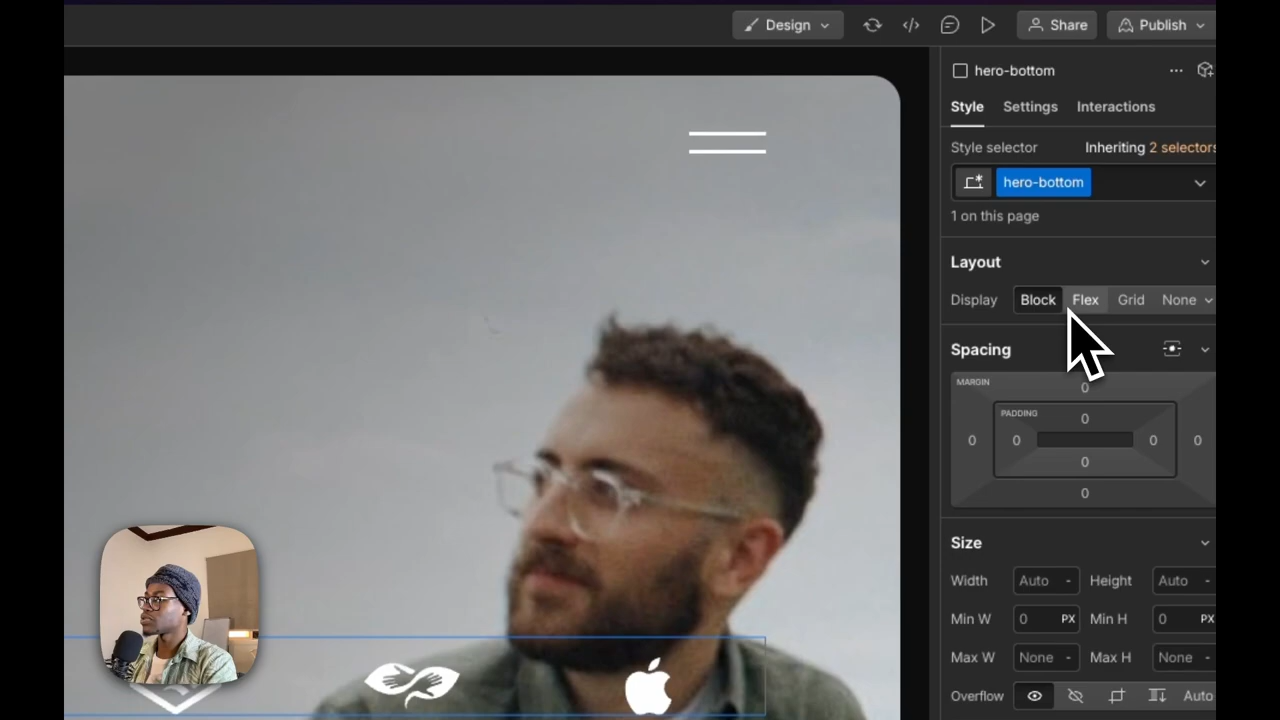 Design
Share
Publish
hero-bottom
Style Settings Interactions
Style selector Inheriting 2 selectors
hero-bottom
1 on this page
Layout
Display Block Flex Grid None
Spacing
MARGIN
0
PADDING
0
0 0 0 0
0
0
Size
Width Auto - Height Auto -
Min W 0 PX Min H 0 PX
Max W None - Max H None -
Overflow Auto